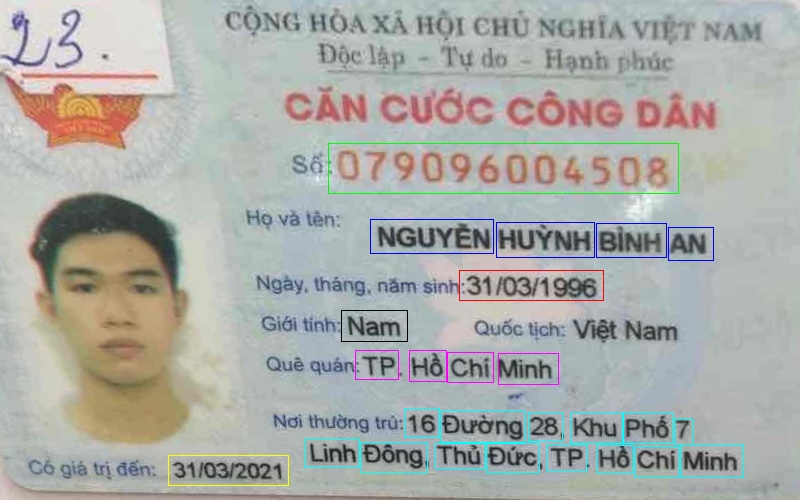 23.
CỘNG HÒA XÃ HỘI CHỦ NGHĨA VIỆT NAM
Độc lập - Tự do - Hạnh phúc
CĂN CƯỚC CÔNG DÂN
Số: 079096004508
Họ và tên: NGUYỄN HUỲNH BÌNH AN
Ngày, tháng, năm sinh: 31/03/1996
Giới tính: Nam Quốc tịch: Việt Nam
Quê quán: TP. Hồ Chí Minh
Nơi thường trú: 16 Đường 28, Khu Phố 7
Linh Đông, Thủ Đức, TP. Hồ Chí Minh
Có giá trị đến: 31/03/2021